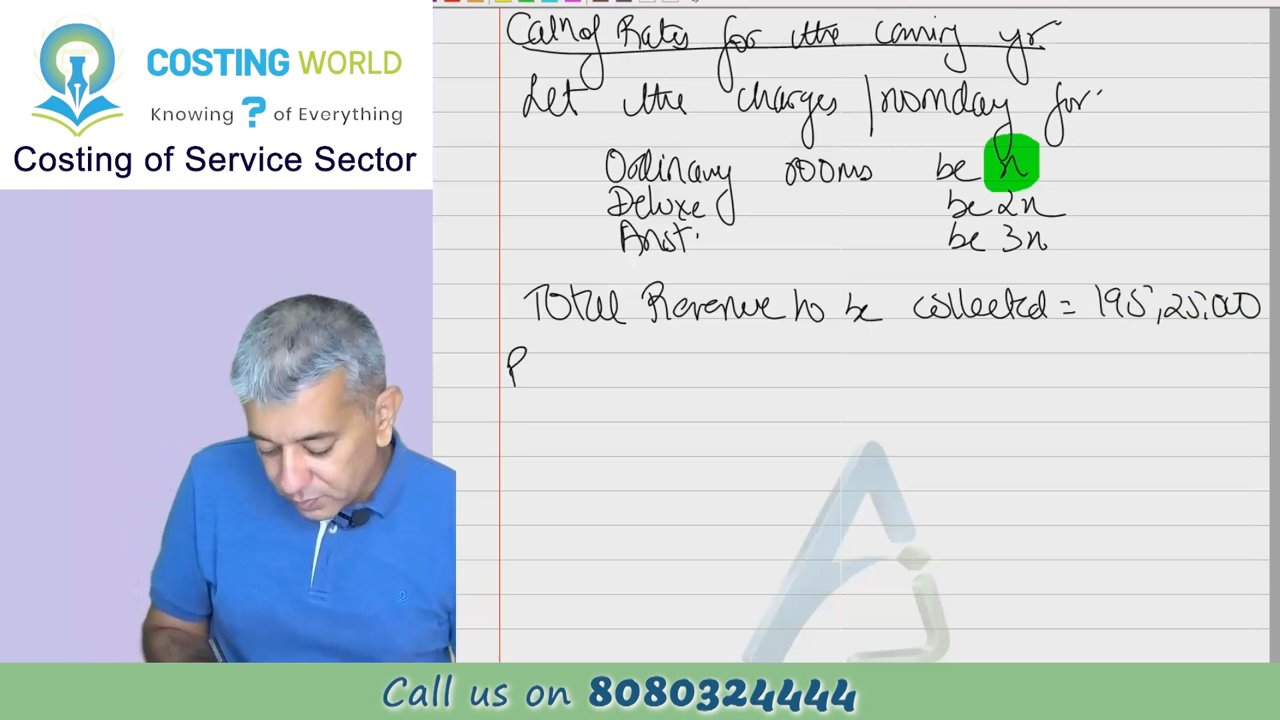 COSTING WORLD
Knowing ? of Everything
Costing of Service Sector
Caln of Rates for the coming yr
Let the charges | roomday for:
Ordinary rooms be x
Deluxe be 2x
be 3x
Total Revenue to be collected = 195,25,000
P
Call us on 8080324444